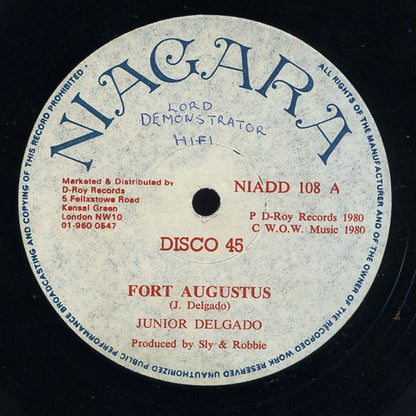 NIAGARA
LORD
DEMONSTRATOR
HIFI
Marketed & Distributed by
D-Roy Records
5 Felixstowe Road
Kensal Green
London NW10
01-960 0647
NIADD 108 A
P D-Roy Records 1980
C W.O.W. Music 1980
DISCO 45
FORT AUGUSTUS
(J. Delgado)
JUNIOR DELGADO
Produced by Sly & Robbie
ALL RIGHTS OF THE MANUFACTURER AND OF THE OWNER OF THE RECORDED WORK RESERVED UNAUTHORIZED PUBLIC PERFORMANCE BROADCASTING AND COPYING OF THIS RECORD PROHIBITED